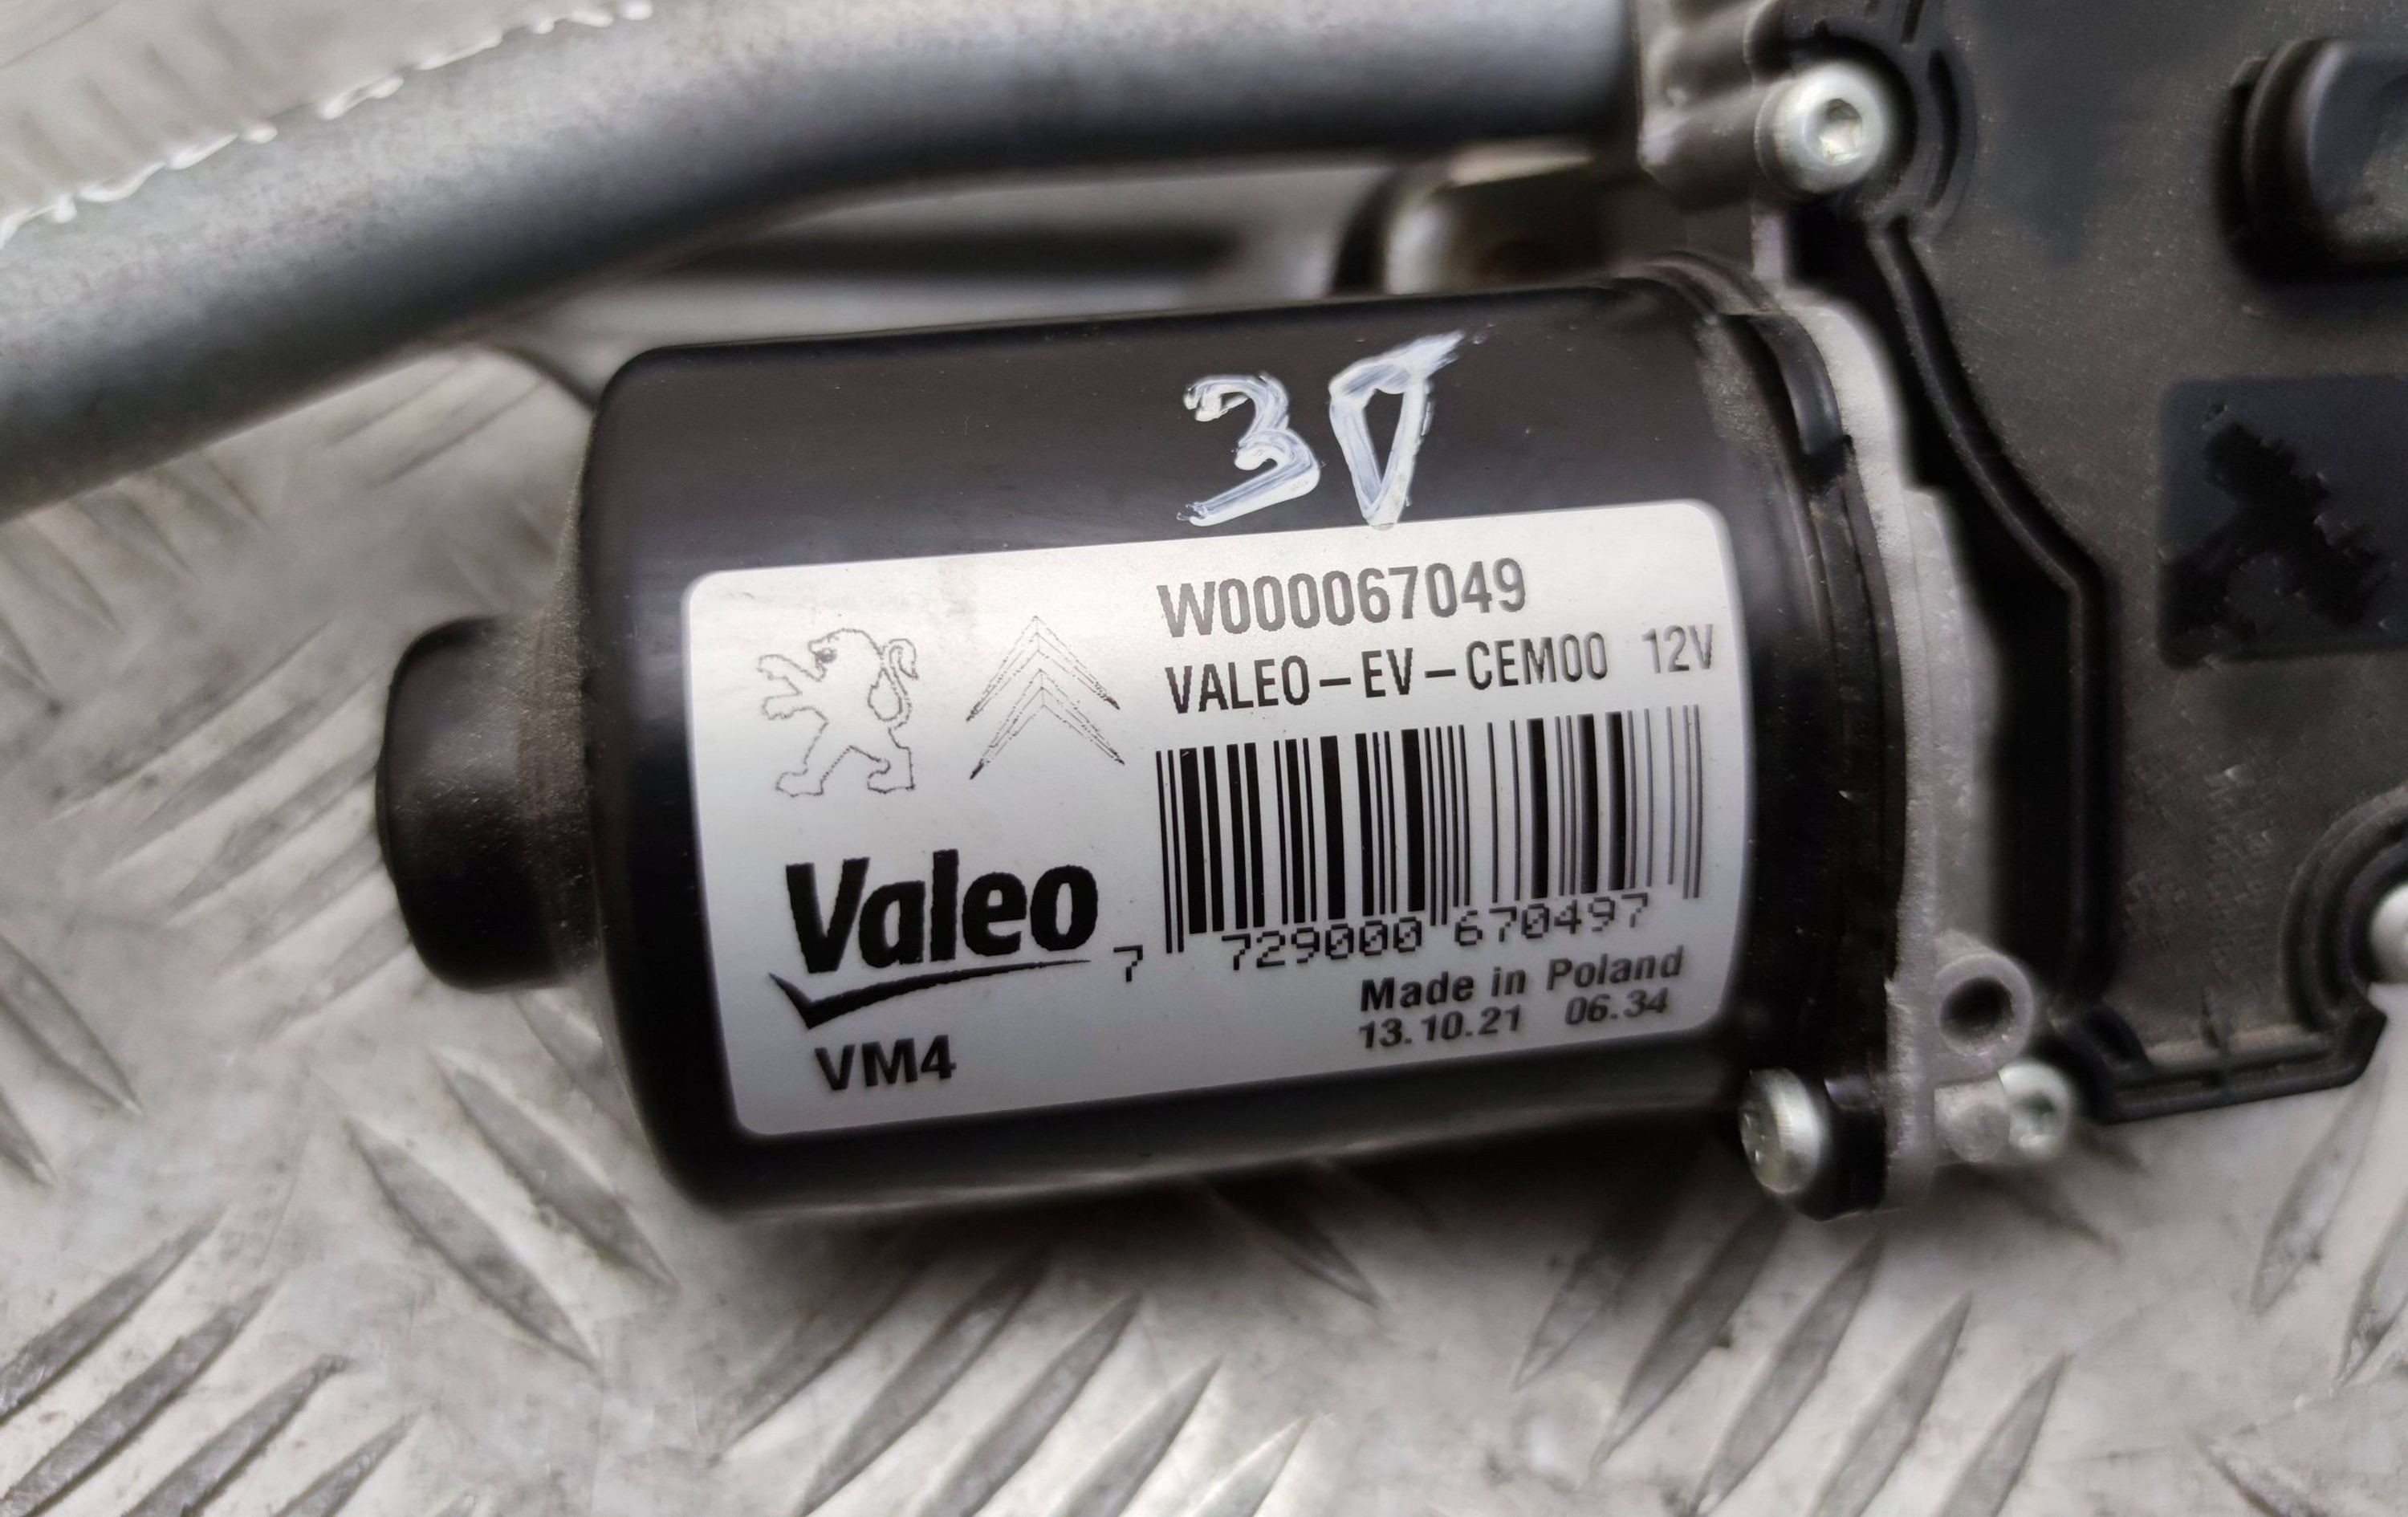 30
W000067049
VALEO-EV-CEM00 12V
7 729000 670497
Valeo
Made in Poland
13.10.21 06.34
VM4